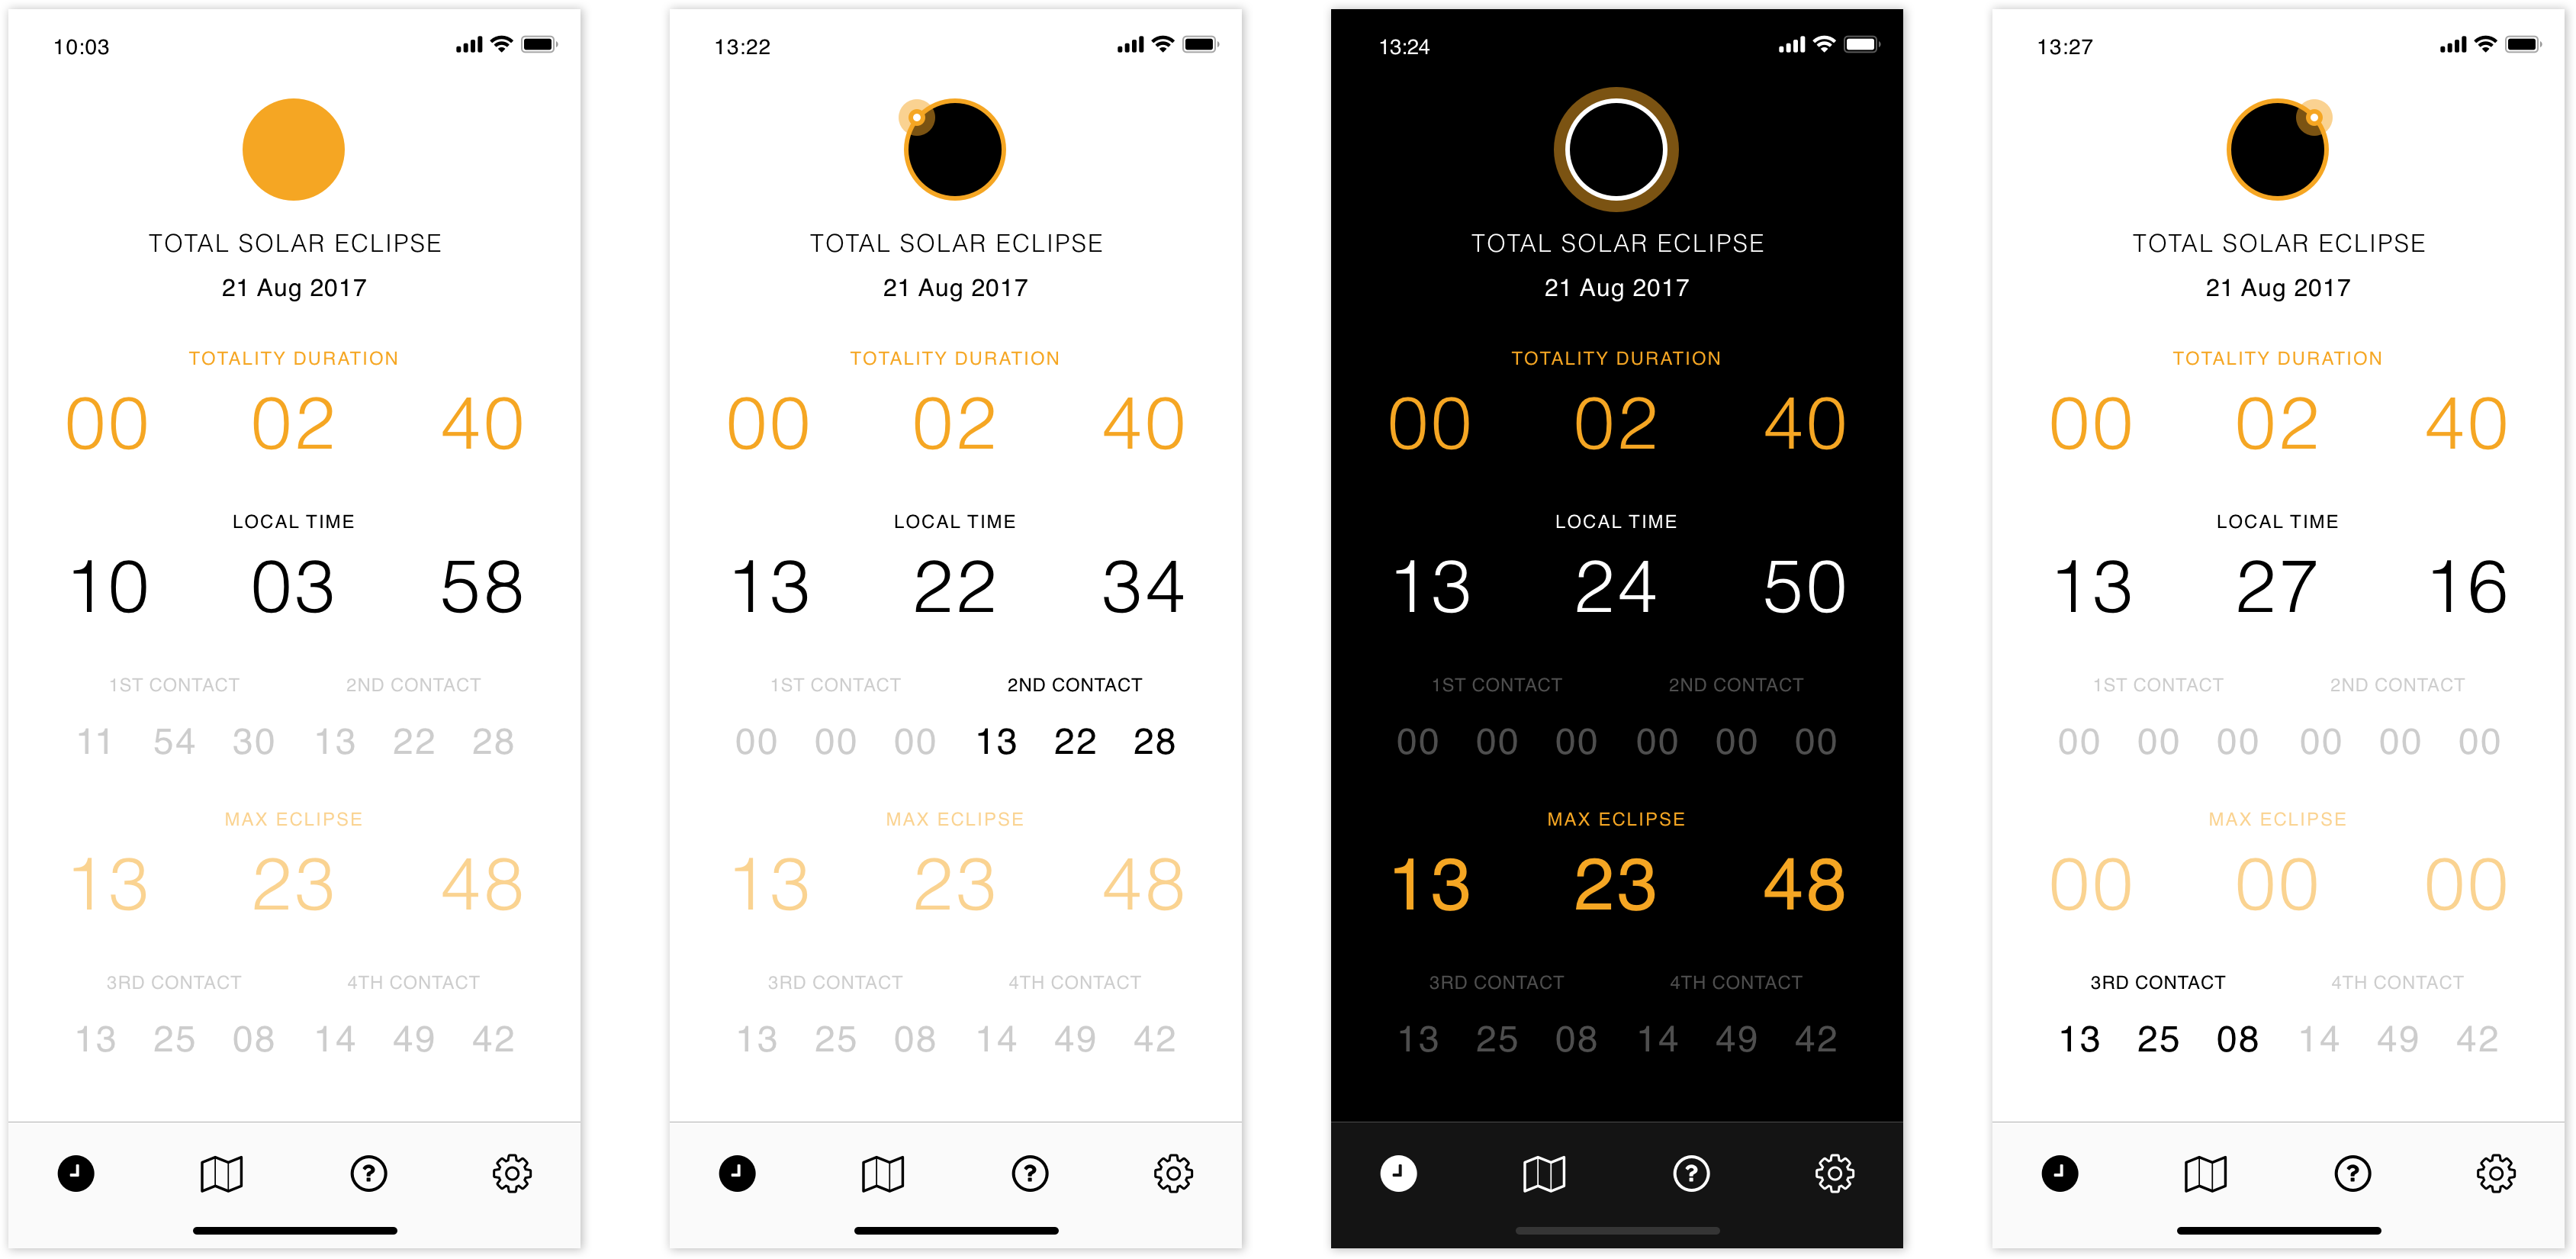 10:03
TOTAL SOLAR ECLIPSE
21 Aug 2017
TOTALITY DURATION
00 02 40
LOCAL TIME
10 03 58
1ST CONTACT 2ND CONTACT
11 54 30 13 22 28
MAX ECLIPSE
13 23 48
3RD CONTACT 4TH CONTACT
13 25 08 14 49 42
?
13:22
TOTAL SOLAR ECLIPSE
21 Aug 2017
TOTALITY DURATION
00 02 40
LOCAL TIME
13 22 34
1ST CONTACT 2ND CONTACT
00 00 00 13 22 28
MAX ECLIPSE
13 23 48
3RD CONTACT 4TH CONTACT
13 25 08 14 49 42
?
13:24
TOTAL SOLAR ECLIPSE
21 Aug 2017
TOTALITY DURATION
00 02 40
LOCAL TIME
13 24 50
1ST CONTACT 2ND CONTACT
00 00 00 00 00 00
MAX ECLIPSE
13 23 48
3RD CONTACT 4TH CONTACT
13 25 08 14 49 42
?
13:27
TOTAL SOLAR ECLIPSE
21 Aug 2017
TOTALITY DURATION
00 02 40
LOCAL TIME
13 27 16
1ST CONTACT 2ND CONTACT
00 00 00 00 00 00
MAX ECLIPSE
00 00 00
3RD CONTACT 4TH CONTACT
13 25 08 14 49 42
?